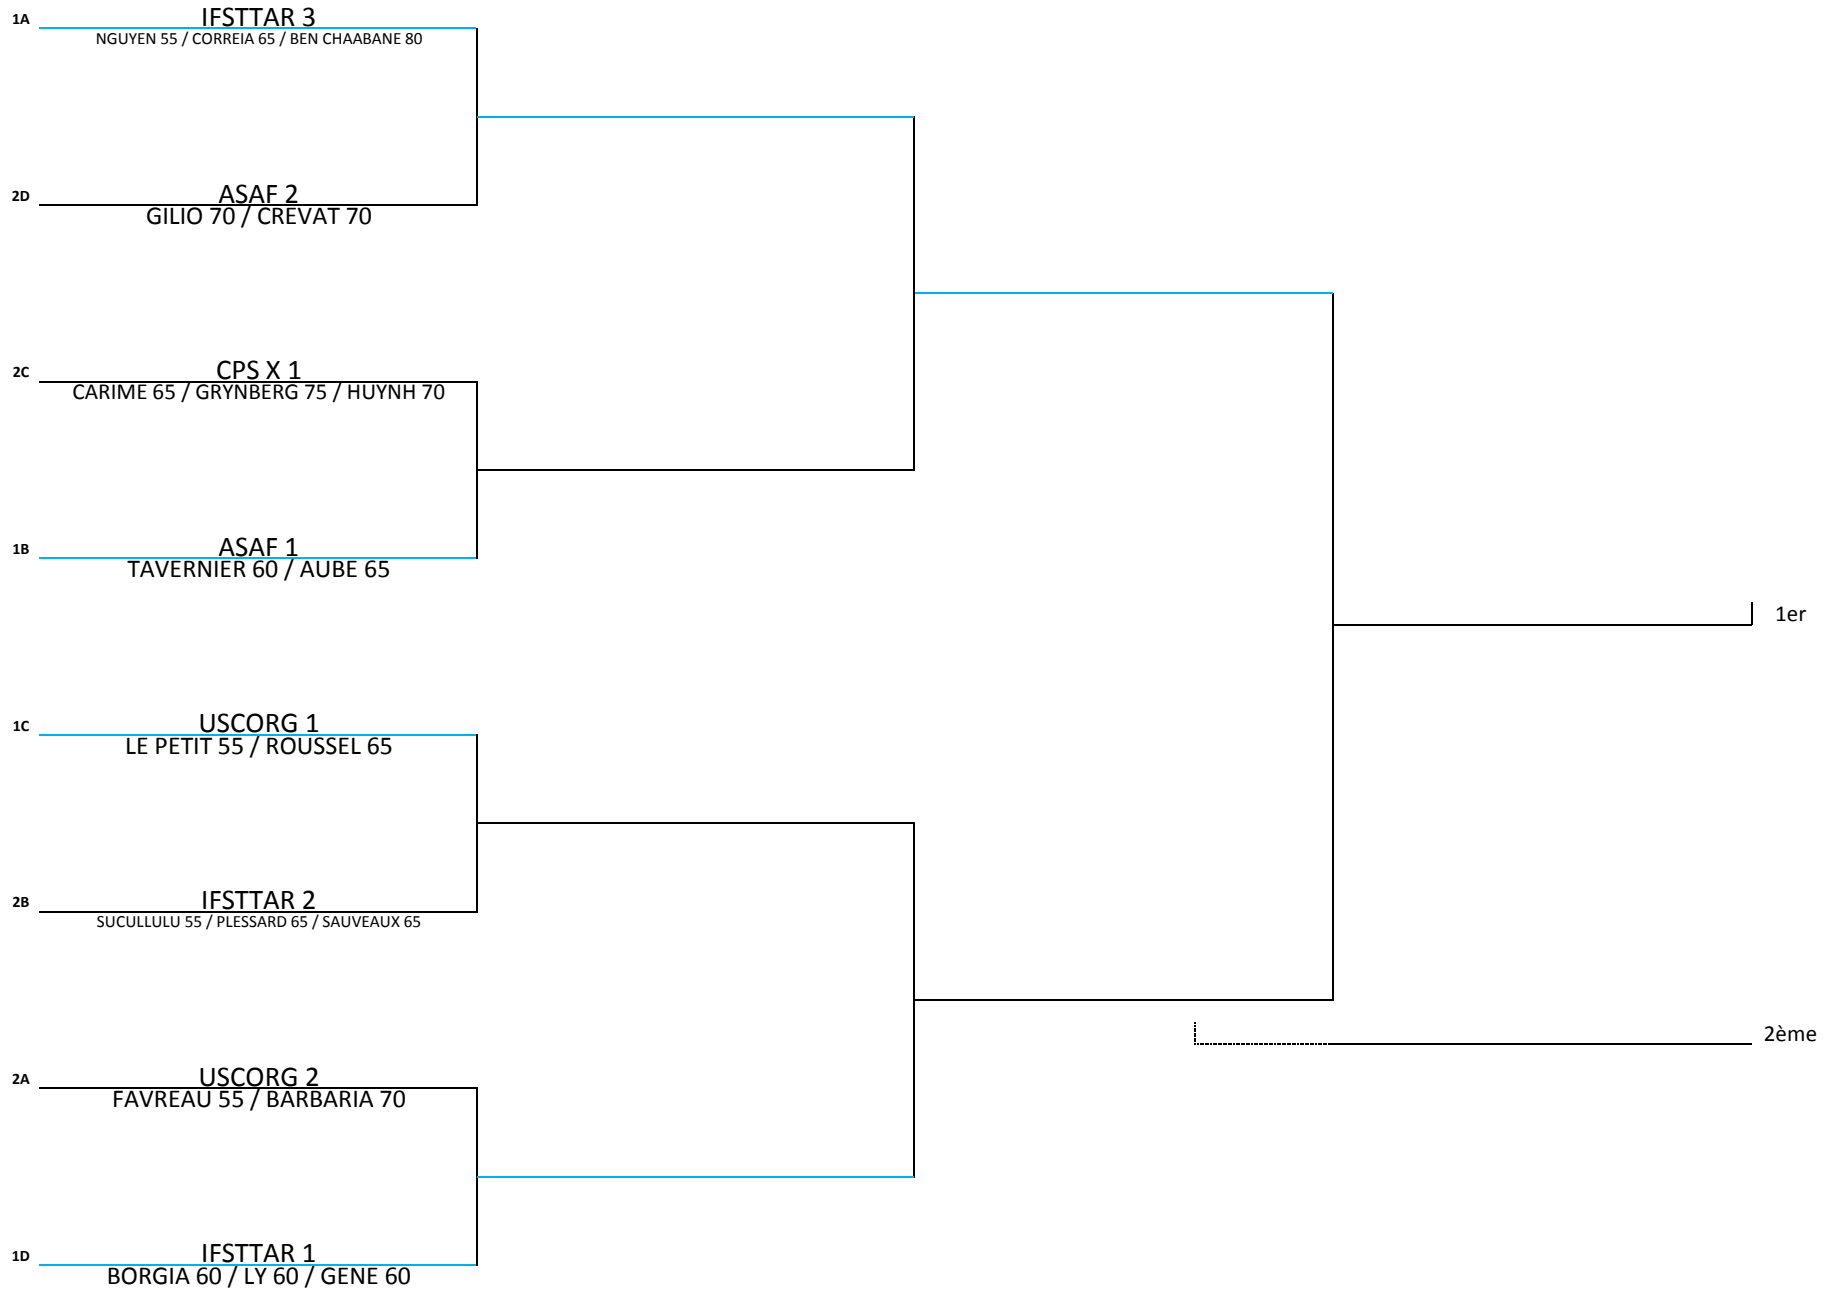 1A
IFSTTAR 3
NGUYEN 55 / CORREIA 65 / BEN CHAABANE 80
2D
ASAF 2
GILIO 70 / CREVAT 70
2C
CPS X 1
CARIME 65 / GRYNBERG 75 / HUYNH 70
1B
ASAF 1
TAVERNIER 60 / AUBE 65
1er
1C
USCORG 1
LE PETIT 55 / ROUSSEL 65
2B
IFSTTAR 2
SUCULLULU 55 / PLESSARD 65 / SAUVEAUX 65
2ème
2A
USCORG 2
FAVREAU 55 / BARBARIA 70
1D
IFSTTAR 1
BORGIA 60 / LY 60 / GENE 60